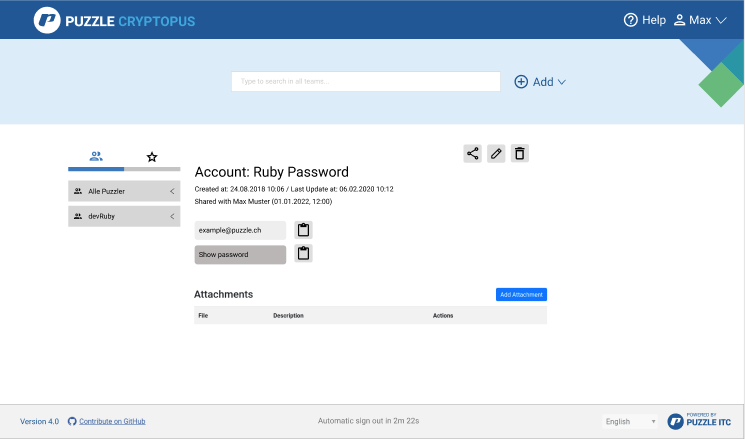 PUZZLE CRYPTOPUS
Help
Max
Type to search in all teams...
Add
Alle Puzzler
devRuby
Account: Ruby Password
Created at: 24.08.2018 10:06 / Last Update at: 06.02.2020 10:12
Shared with Max Muster (01.01.2022, 12:00)
example@puzzle.ch
Show password
Attachments
Add Attachment
File Description Actions
Version 4.0
Contribute on GitHub
Automatic sign out in 2m 22s
English
POWERED BY
PUZZLE ITC